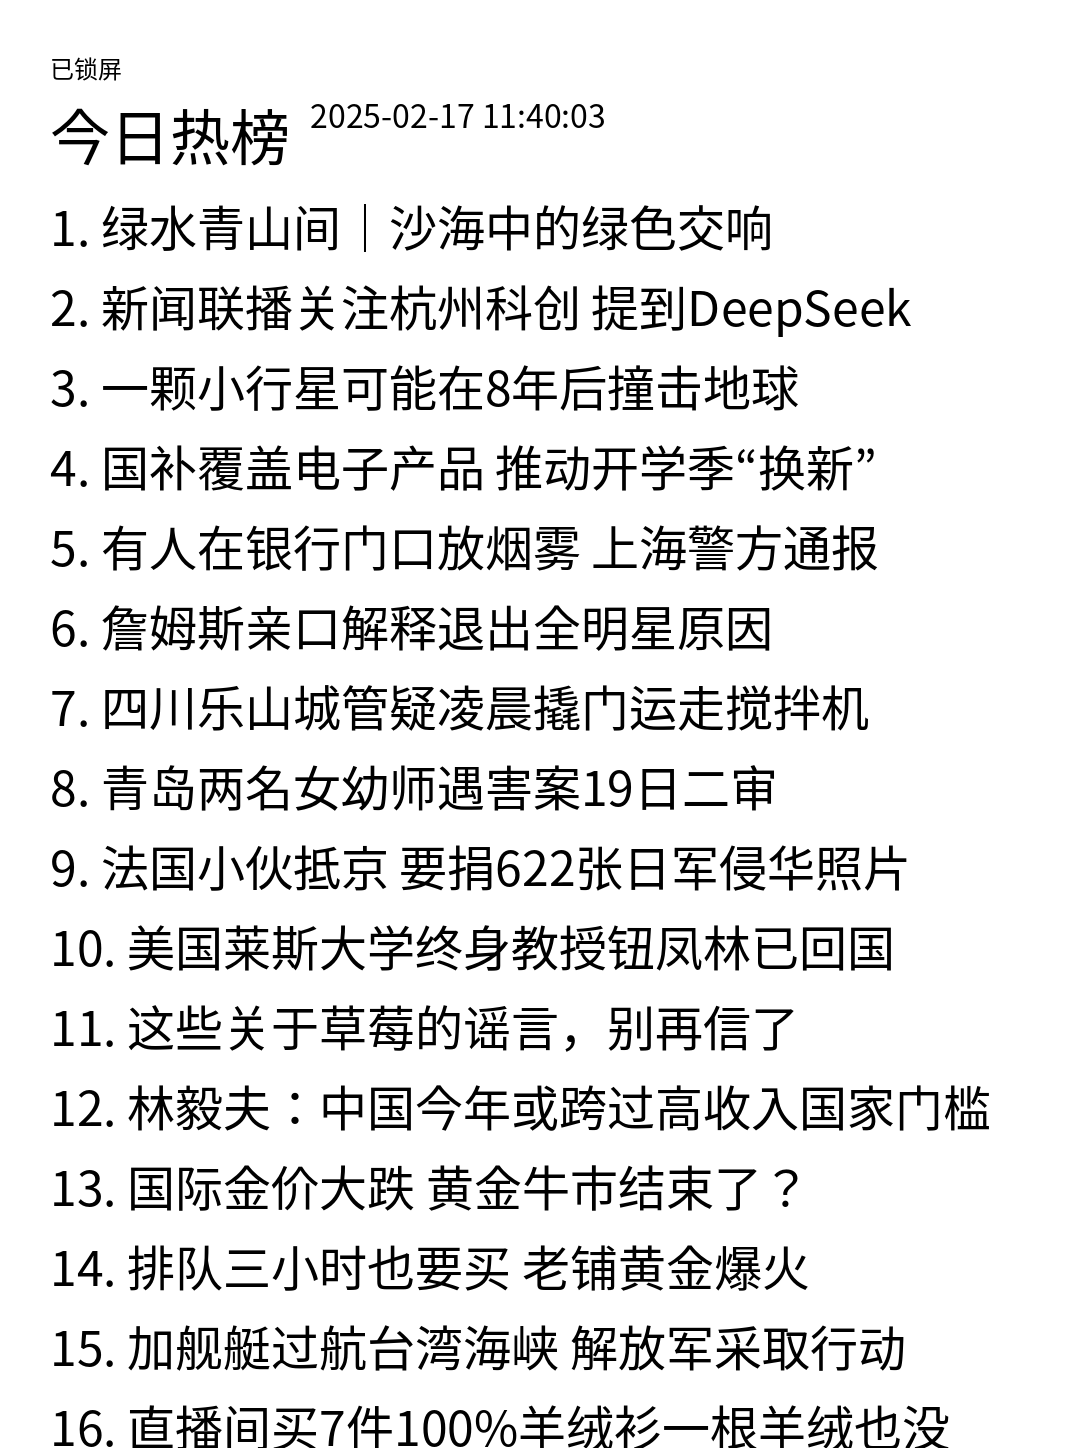 已锁屏
今日热榜 2025-02-17 11:40:03
1. 绿水青山间｜沙海中的绿色交响
2. 新闻联播关注杭州科创 提到DeepSeek
3. 一颗小行星可能在8年后撞击地球
4. 国补覆盖电子产品 推动开学季“换新”
5. 有人在银行门口放烟雾 上海警方通报
6. 詹姆斯亲口解释退出全明星原因
7. 四川乐山城管疑凌晨撬门运走搅拌机
8. 青岛两名女幼师遇害案19日二审
9. 法国小伙抵京 要捐622张日军侵华照片
10. 美国莱斯大学终身教授钮凤林已回国
11. 这些关于草莓的谣言，别再信了
12. 林毅夫：中国今年或跨过高收入国家门槛
13. 国际金价大跌 黄金牛市结束了？
14. 排队三小时也要买 老铺黄金爆火
15. 加舰艇过航台湾海峡 解放军采取行动
16. 直播间买7件100%羊绒衫一根羊绒也没